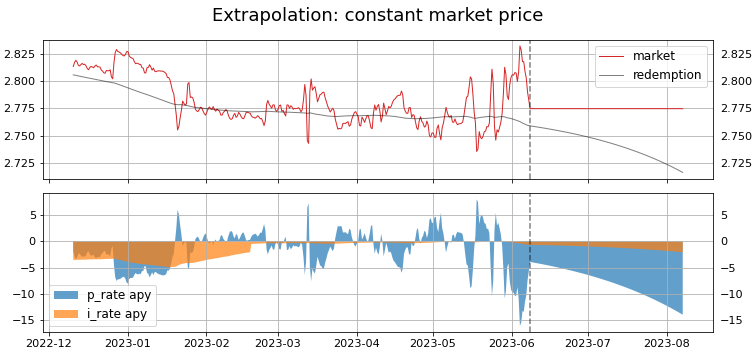 Extrapolation: constant market price
2.825 2.825
2.800 2.800
2.775 2.775
2.750 2.750
2.725 2.725
market
redemption
5 5
0 0
−5 −5
−10 −10
−15 −15
p_rate apy
i_rate apy
2022-12 2023-01 2023-02 2023-03 2023-04 2023-05 2023-06 2023-07 2023-08